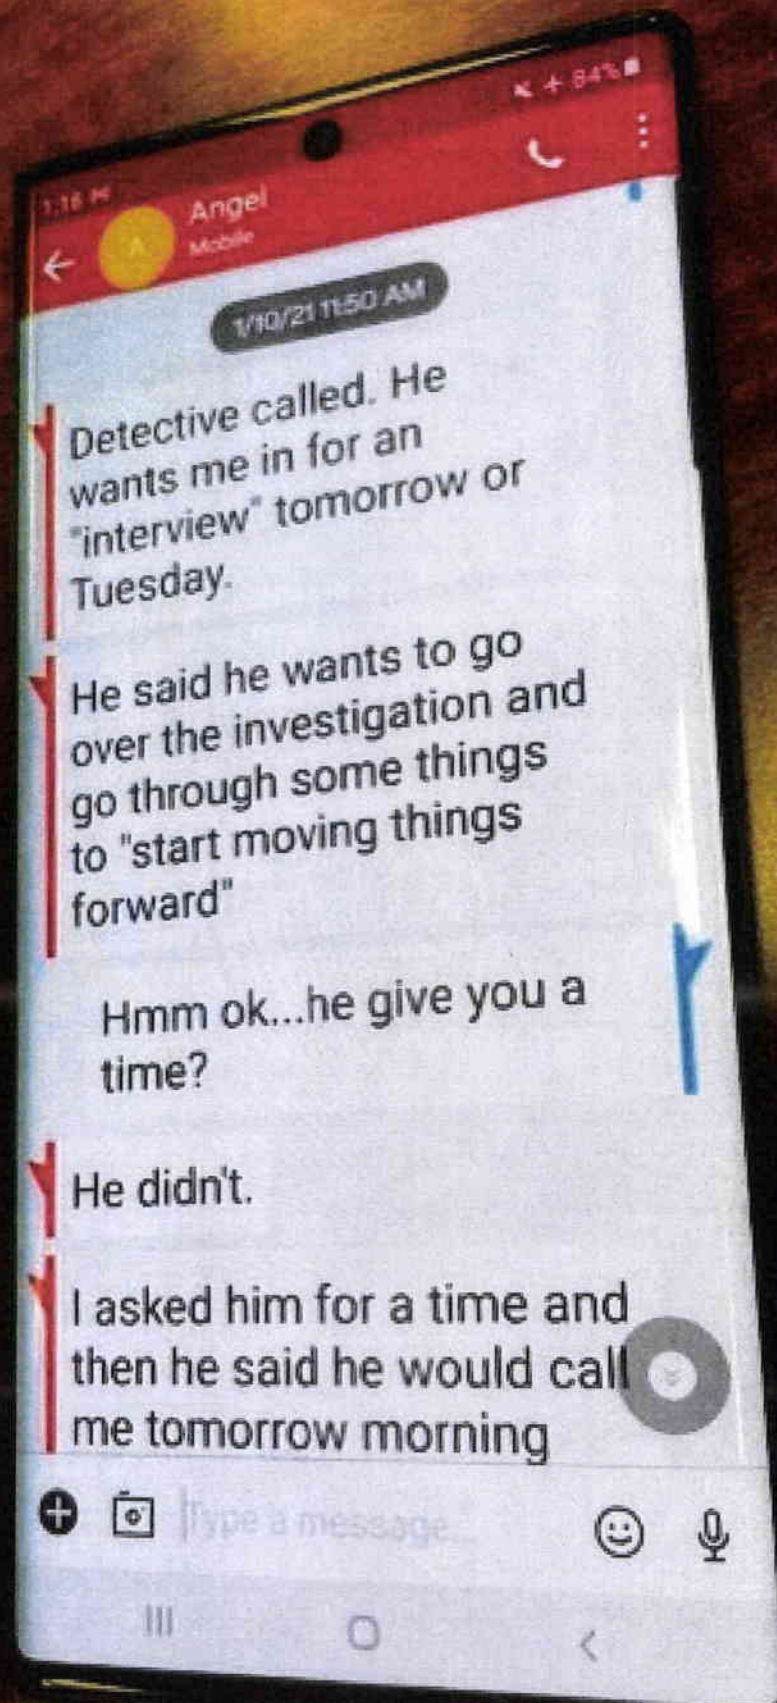 1:16
84%
Angel
Mobile
A
1/10/21 11:50 AM
Detective called. He
wants me in for an
"interview" tomorrow or
Tuesday.
He said he wants to go
over the investigation and
go through some things
to "start moving things
forward"
Hmm ok...he give you a
time?
He didn't.
I asked him for a time and
then he said he would call
me tomorrow morning
Type a message...